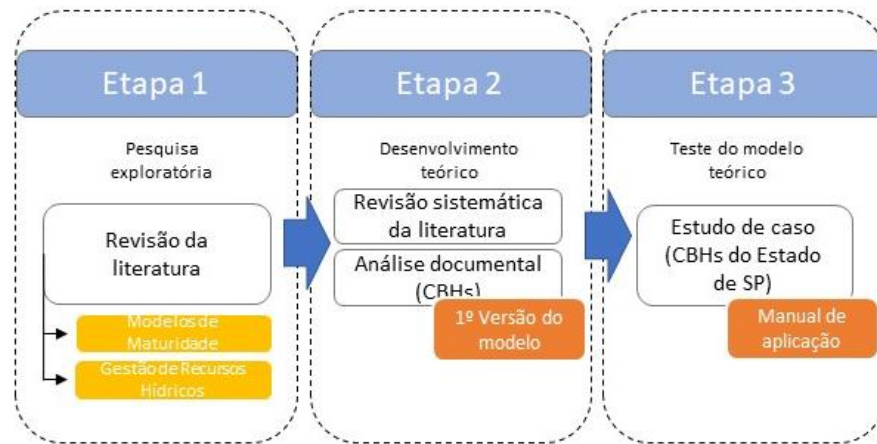 Etapa 1
Pesquisa
exploratória
Revisão da
literatura
Modelos de
Maturidade
Gestão de Recursos
Hídricos
Etapa 2
Desenvolvimento
teórico
Revisão sistemática
da literatura
Análise documental
(CBHs)
1º Versão do
modelo
Etapa 3
Teste do modelo
teórico
Estudo de caso
(CBHs do Estado
de SP)
Manual de
aplicação